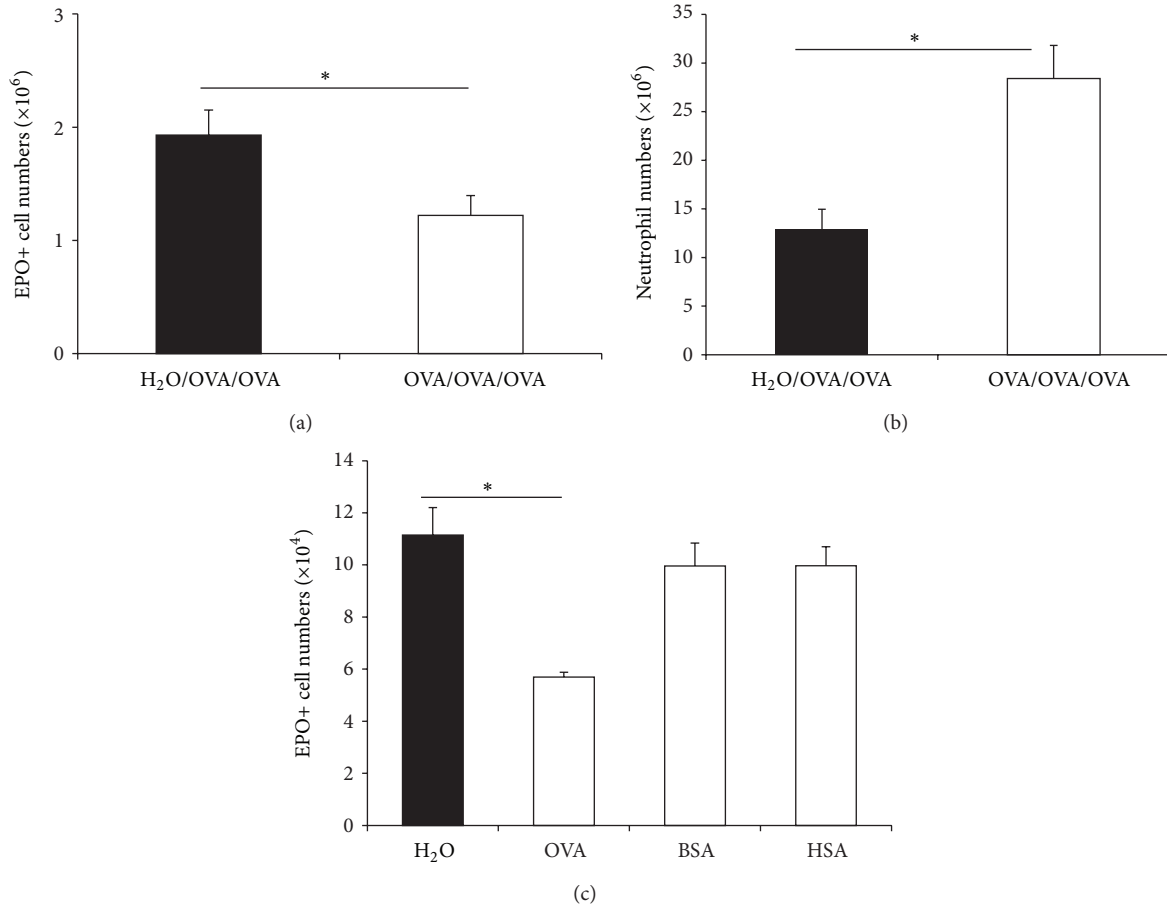 3
2
1
0
EPO+ cell numbers (×10⁶)
*
H₂O/OVA/OVA
OVA/OVA/OVA
(a)
35
30
25
20
15
10
5
0
Neutrophil numbers (×10⁶)
*
H₂O/OVA/OVA
OVA/OVA/OVA
(b)
14
12
10
8
6
4
2
0
EPO+ cell numbers (×10⁴)
*
H₂O
OVA
BSA
HSA
(c)